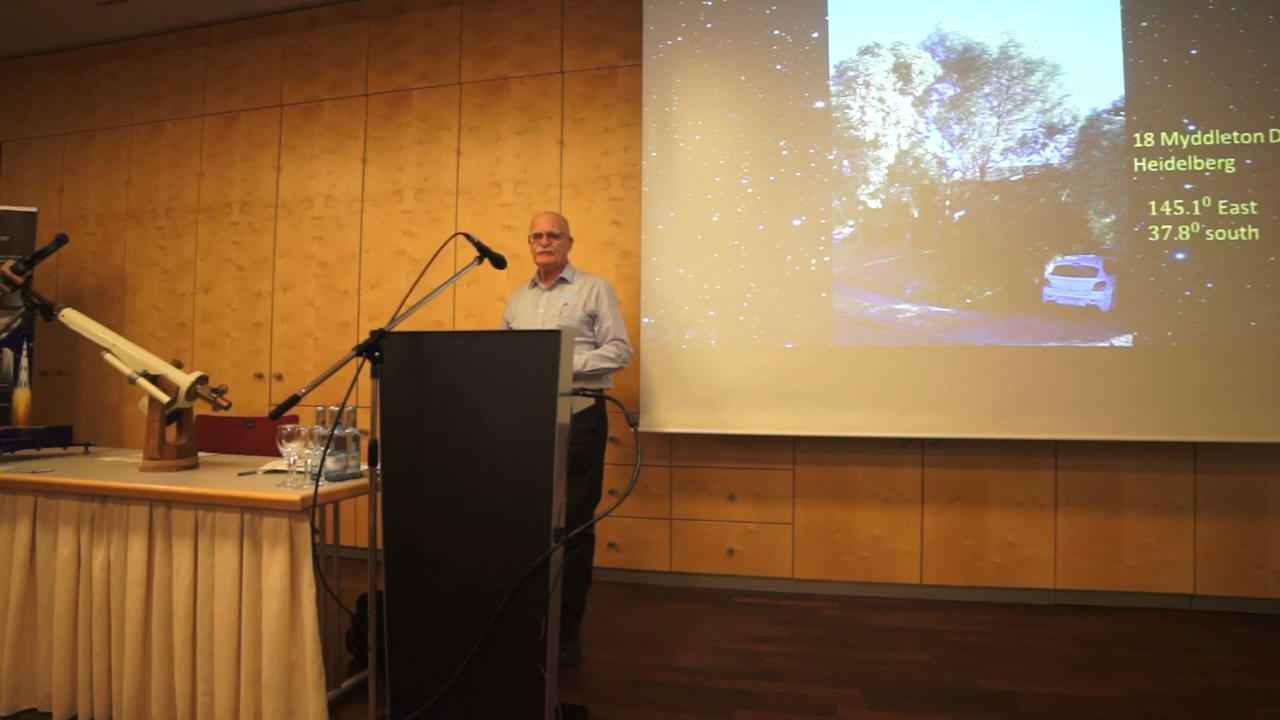 18 Myddleton D
Heidelberg
145.1⁰ East
37.8⁰ south